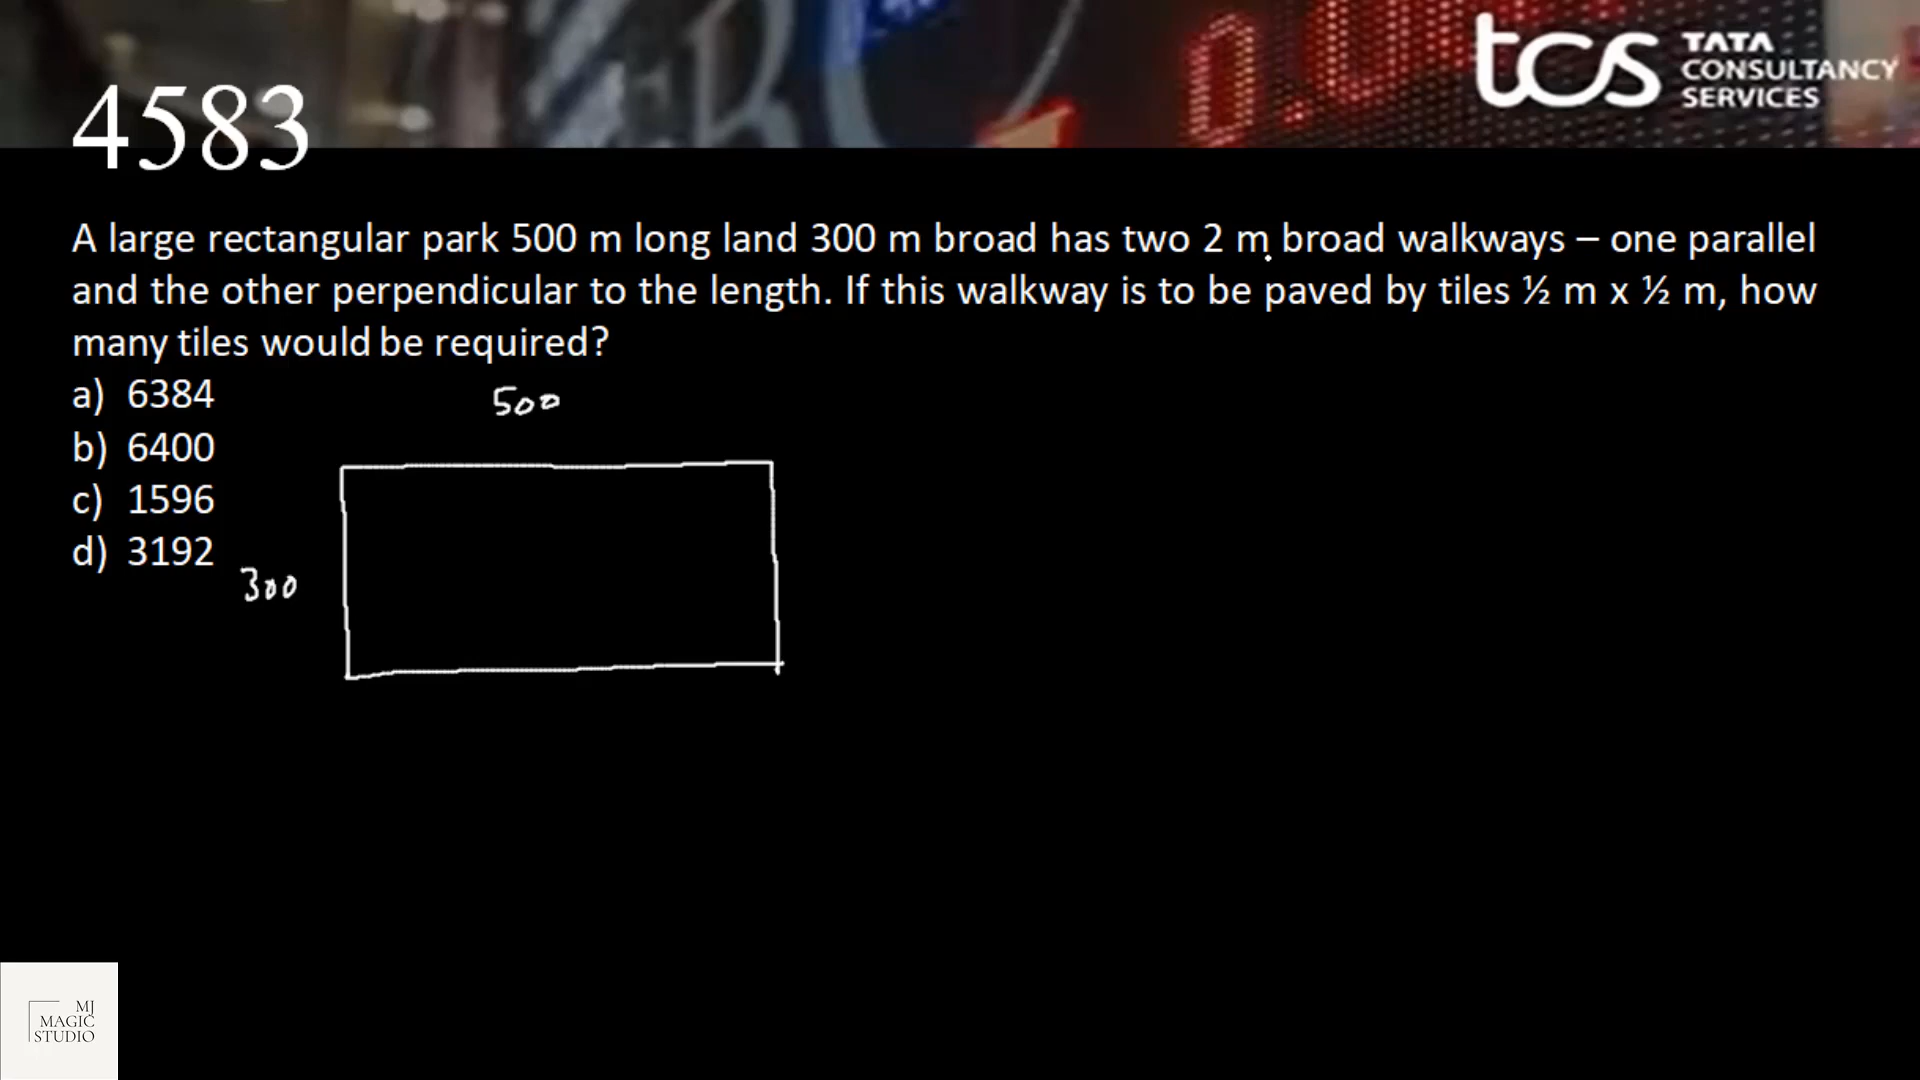 tcs TATA
CONSULTANCY
SERVICES
4583
A large rectangular park 500 m long land 300 m broad has two 2 m broad walkways – one parallel
and the other perpendicular to the length. If this walkway is to be paved by tiles ½ m x ½ m, how
many tiles would be required?
a) 6384
b) 6400
c) 1596
d) 3192
500
300
MJ
MAGIC
STUDIO